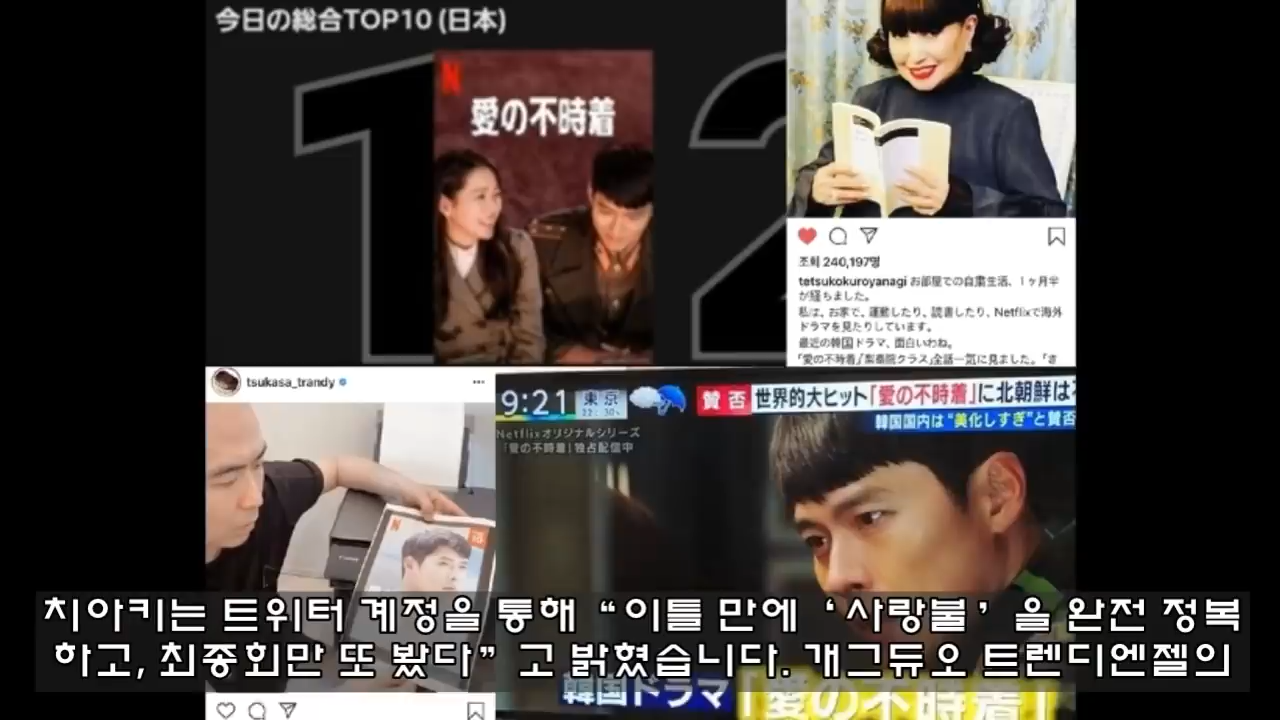 今日の総合TOP10 (日本)
1
2
N
愛の不時着
조회 240,197명
tetsukokuroyanagi お部屋での自粛生活、1ヶ月半
が経ちました。
私は、お家で、運動したり、読書したり、Netflixで海外
ドラマを見たりしています。
最近の韓国ドラマ、面白いわね。
「愛の不時着」「梨泰院クラス」全話一気に見ました。「さ
tsukasa_trandy
N
Canon
9:21
東京
22 30%
賛否
世界的大ヒット「愛の不時着」に北朝鮮は
韓国国内は“美化しすぎ”と賛否
Netflixオリジナルシリーズ
「愛の不時着」独占配信中
치아키는 트위터 계정을 통해 “이틀 만에 ‘사랑불’ 을 완전 정복
하고, 최종회만 또 봤다” 고 밝혔습니다. 개그듀오 트렌디엔젤의
韓国ドラマ「愛の不時着」